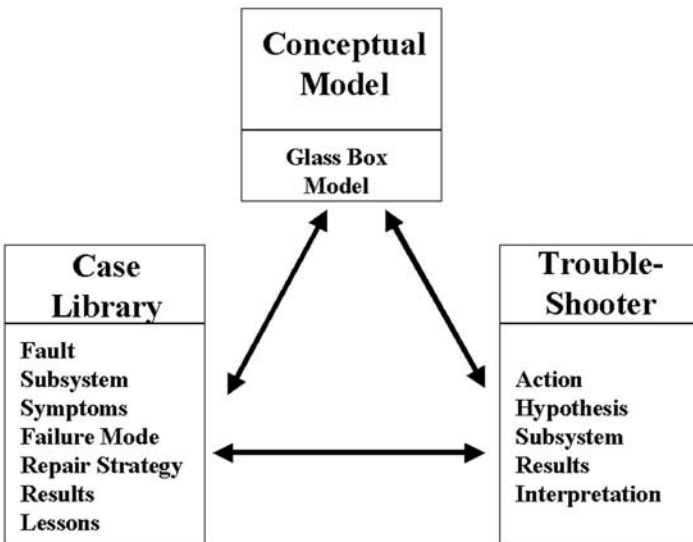 Conceptual
Model
Glass Box
Model
Case
Library
Fault
Subsystem
Symptoms
Failure Mode
Repair Strategy
Results
Lessons
Trouble-
Shooter
Action
Hypothesis
Subsystem
Results
Interpretation